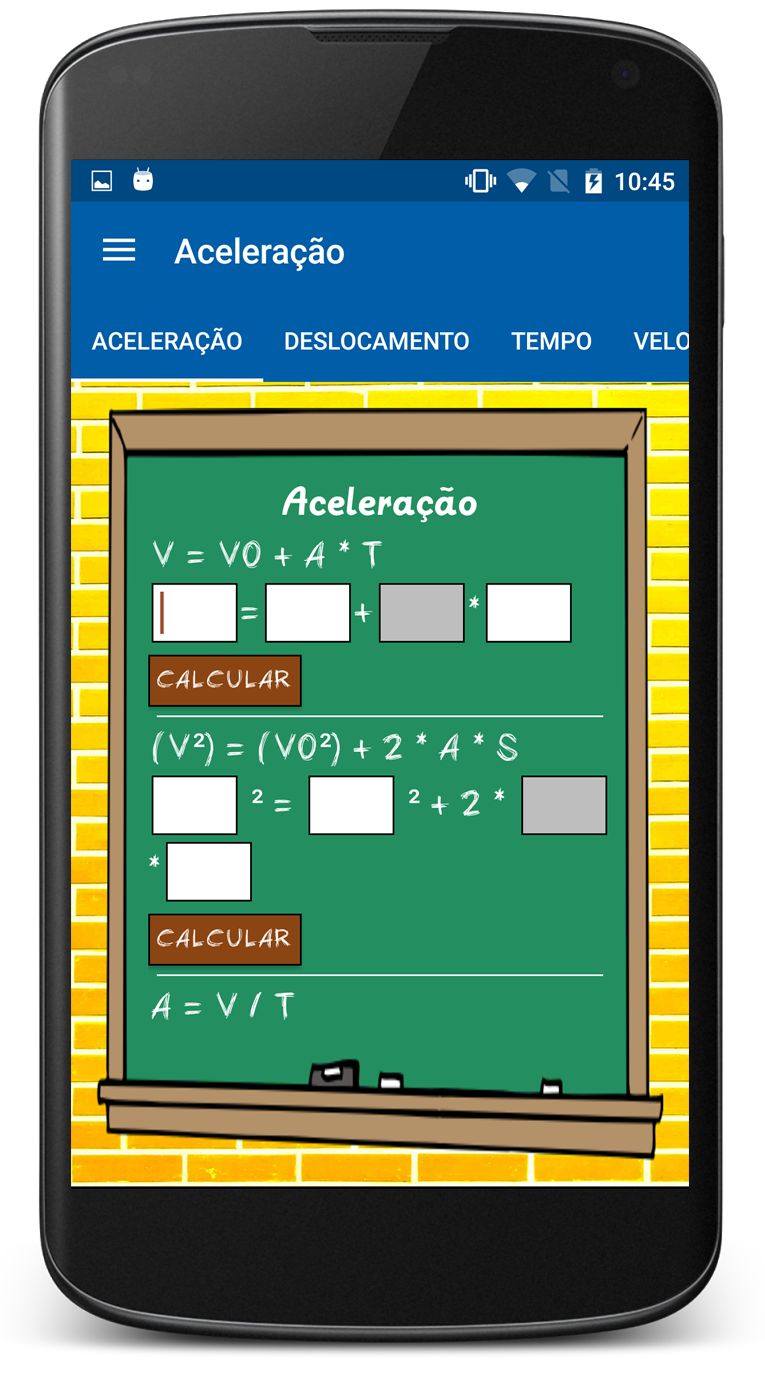 10:45
Aceleração
ACELERAÇÃO DESLOCAMENTO TEMPO VELO
Aceleração
V = V0 + A * T
= + *
CALCULAR
(V²) = (V0²) + 2 * A * S
² = ² + 2 *
*
CALCULAR
A = V / T